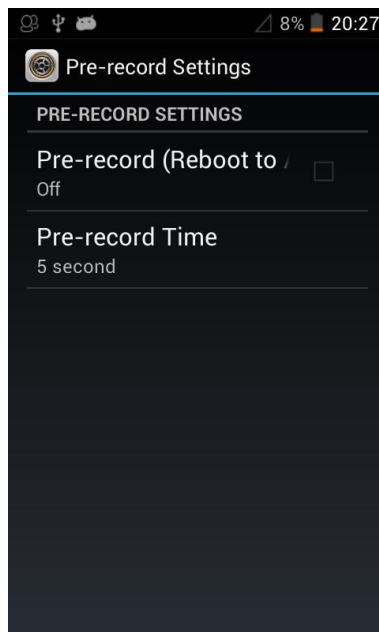 8% 20:27
Pre-record Settings
PRE-RECORD SETTINGS
Pre-record (Reboot to
Off
Pre-record Time
5 second